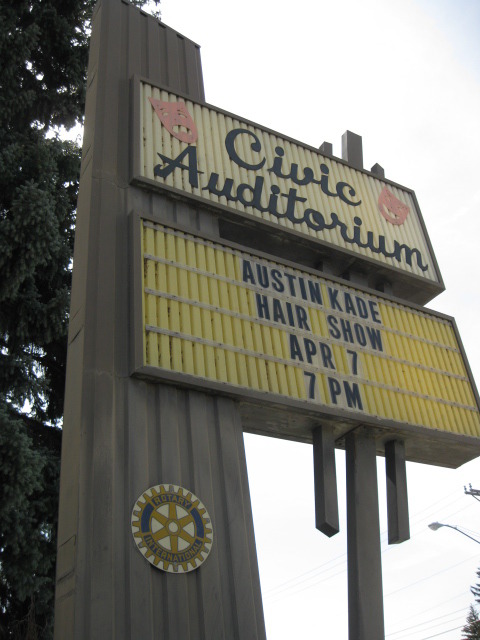 Civic
Auditorium
AUSTIN KADE
HAIR SHOW
APR 7
7 PM
ROTARY
INTERNATIONAL